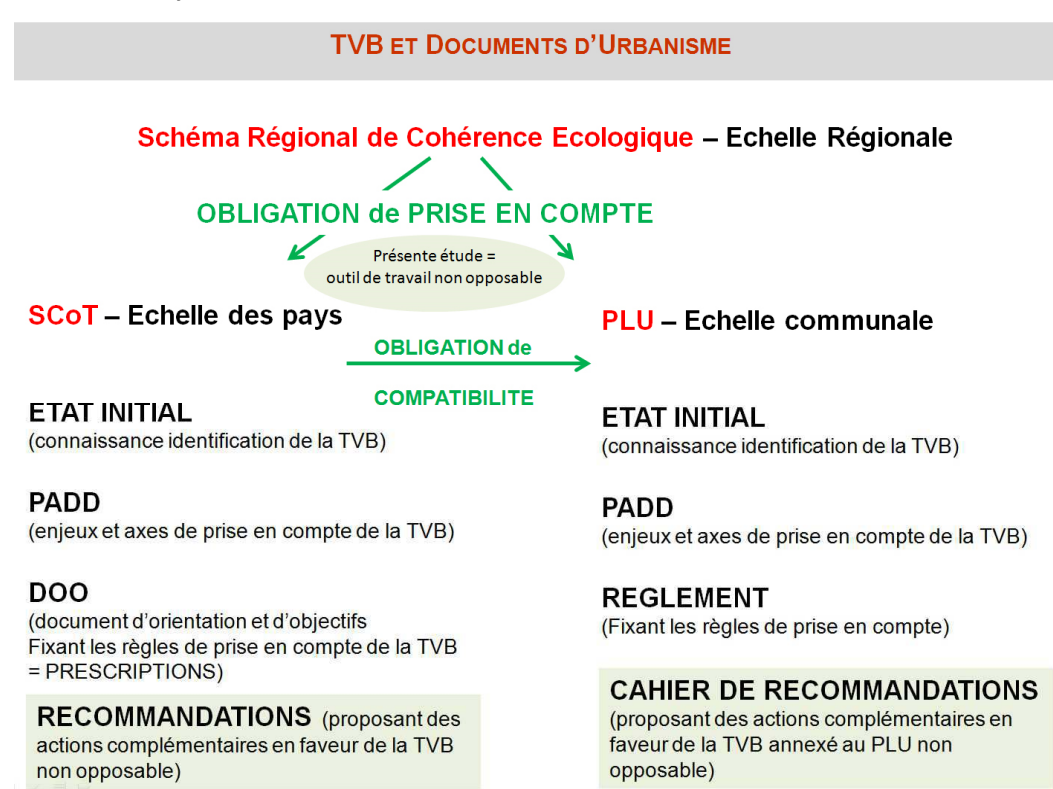 TVB ET DOCUMENTS D'URBANISME
Schéma Régional de Cohérence Ecologique – Echelle Régionale
OBLIGATION de PRISE EN COMPTE
Présente étude =
outil de travail non opposable
SCoT – Echelle des pays
OBLIGATION de
COMPATIBILITE
PLU – Echelle communale
ETAT INITIAL
(connaissance identification de la TVB)
PADD
(enjeux et axes de prise en compte de la TVB)
DOO
(document d'orientation et d'objectifs
Fixant les règles de prise en compte de la TVB
= PRESCRIPTIONS)
RECOMMANDATIONS (proposant des
actions complémentaires en faveur de la TVB
non opposable)
ETAT INITIAL
(connaissance identification de la TVB)
PADD
(enjeux et axes de prise en compte de la TVB)
REGLEMENT
(Fixant les règles de prise en compte)
CAHIER DE RECOMMANDATIONS
(proposant des actions complémentaires en
faveur de la TVB annexé au PLU non
opposable)